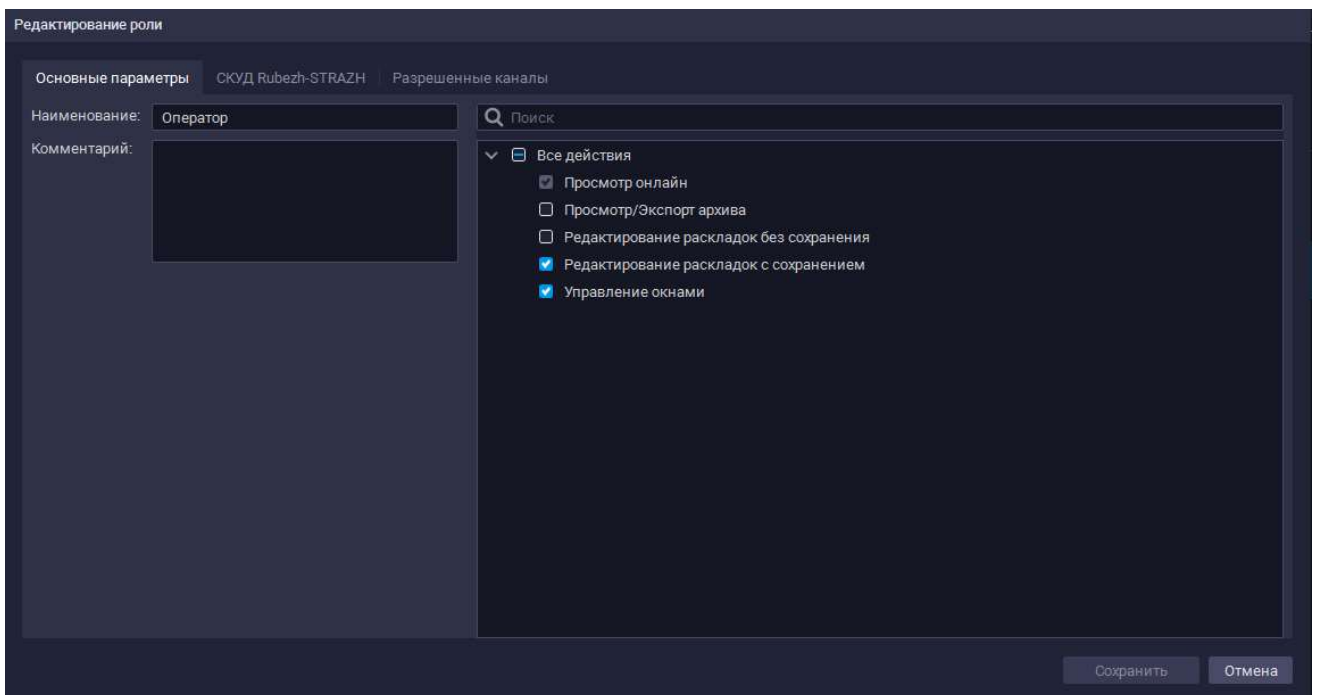 Редактирование роли
Основные параметры СКУД Rubezh-STRAZH Разрешенные каналы
Наименование: Оператор Поиск
Комментарий:
Все действия
Просмотр онлайн
Просмотр/Экспорт архива
Редактирование раскладок без сохранения
Редактирование раскладок с сохранением
Управление окнами
Сохранить Отмена